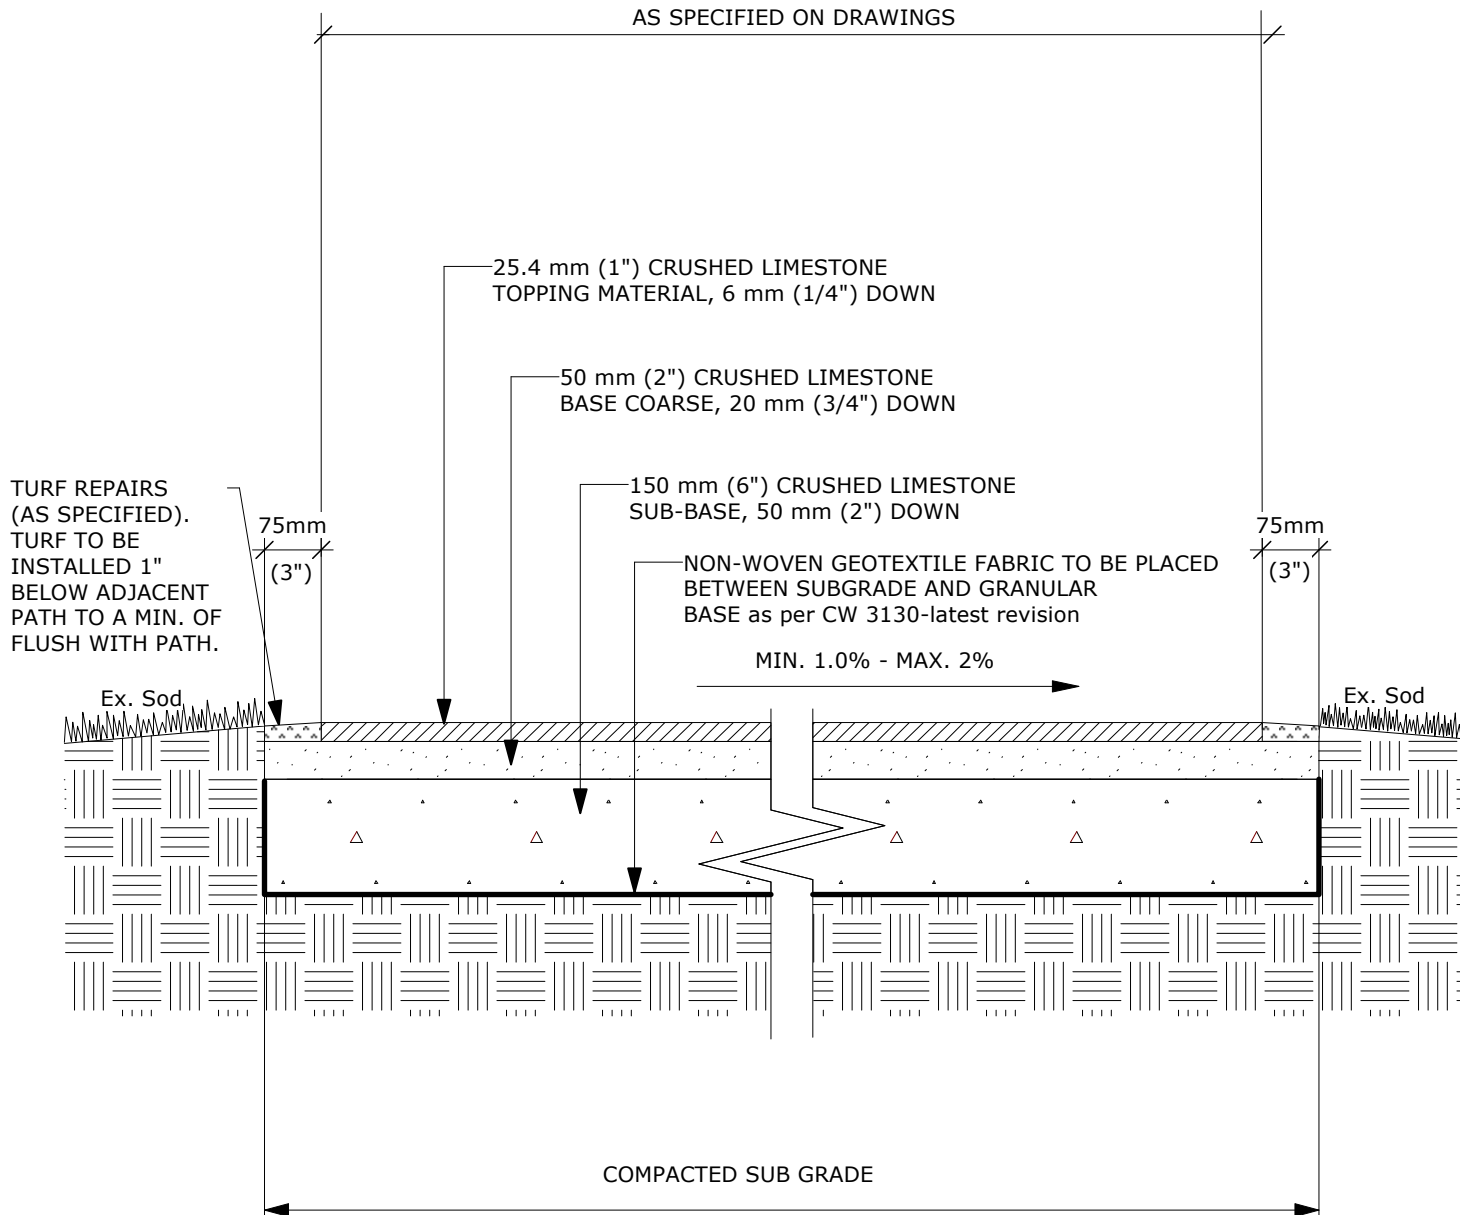 AS SPECIFIED ON DRAWINGS
25.4 mm (1") CRUSHED LIMESTONE
TOPPING MATERIAL, 6 mm (1/4") DOWN
50 mm (2") CRUSHED LIMESTONE
BASE COARSE, 20 mm (3/4") DOWN
150 mm (6") CRUSHED LIMESTONE
SUB-BASE, 50 mm (2") DOWN
TURF REPAIRS
(AS SPECIFIED).
TURF TO BE
INSTALLED 1"
BELOW ADJACENT
PATH TO A MIN. OF
FLUSH WITH PATH.
75mm
(3")
75mm
(3")
NON-WOVEN GEOTEXTILE FABRIC TO BE PLACED
BETWEEN SUBGRADE AND GRANULAR
BASE as per CW 3130-latest revision
MIN. 1.0% - MAX. 2%
Ex. Sod
Ex. Sod
COMPACTED SUB GRADE